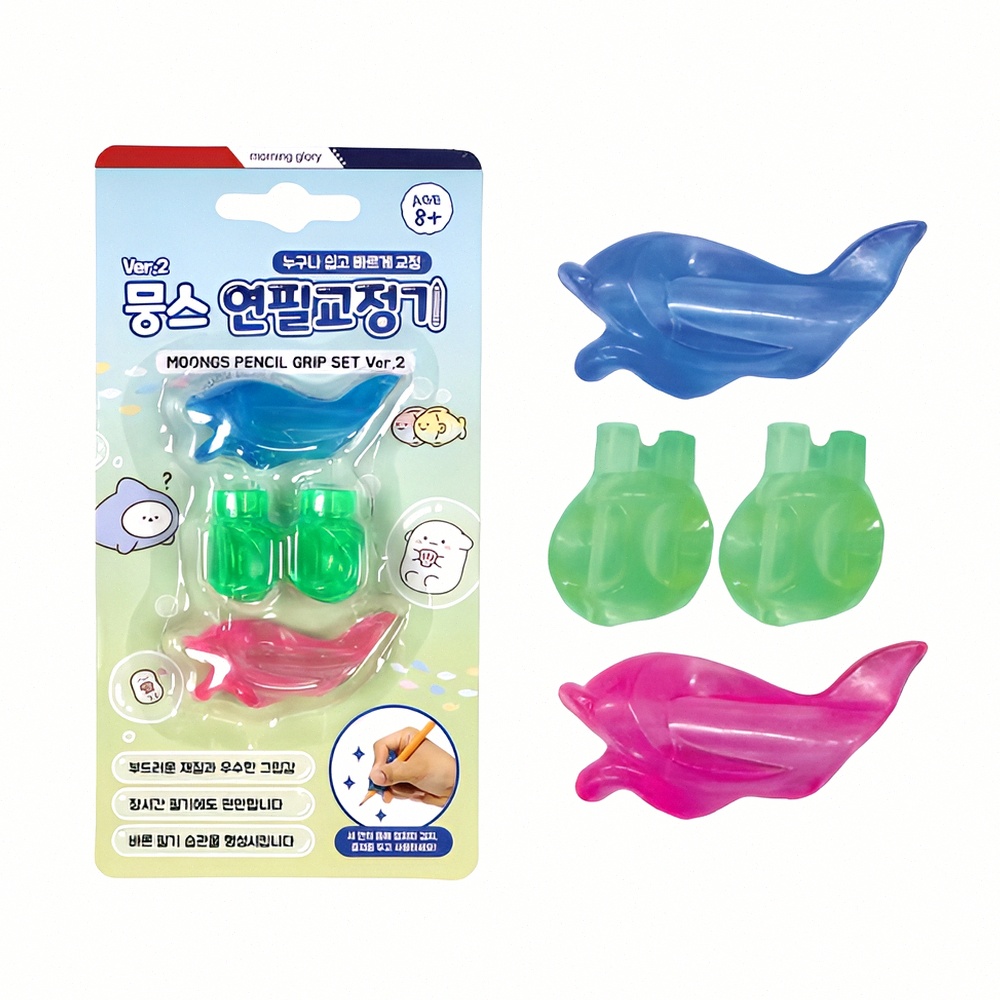 morning glory
AGE
8+
Ver.2
누구나 쉽고 바르게 교정
뭉스 연필교정기
MOONGS PENCIL GRIP SET Ver.2
?
부드러운 재질과 우수한 그립감
장시간 필기에도 편안합니다
바른 필기 습관을 형성시킵니다